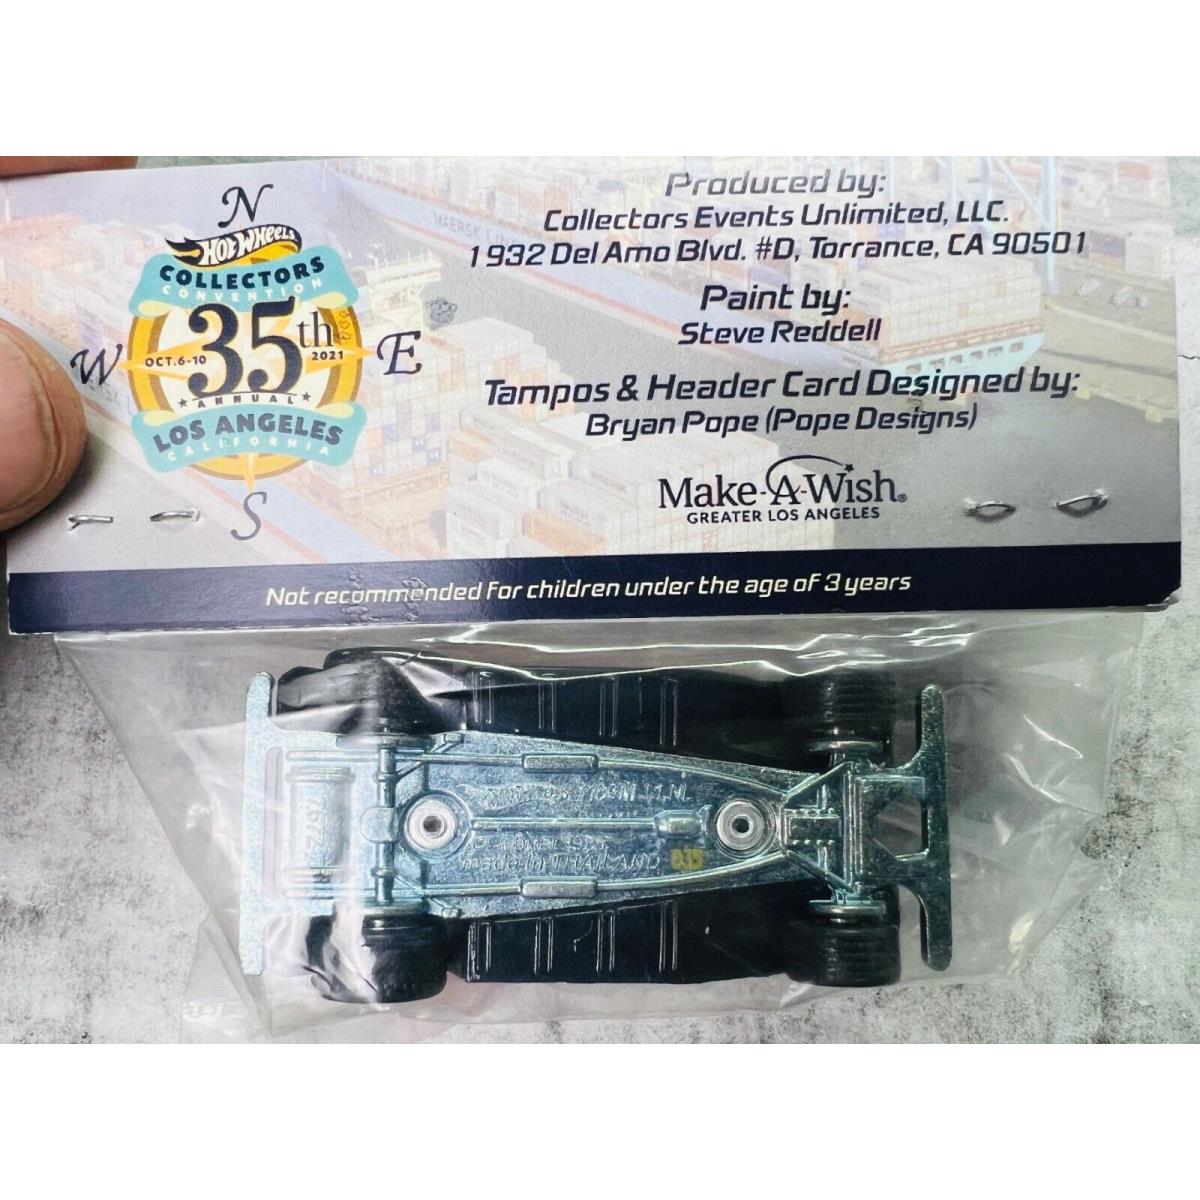 N
HOT WHEELS
COLLECTORS
CONVENTION
W
OCT. 6-10
35th
2021
E
ANNUAL
LOS ANGELES
CALIFORNIA
S
MAERSK LINE
Produced by:
Collectors Events Unlimited, LLC.
1932 Del Amo Blvd. #D, Torrance, CA 90501
Paint by:
Steve Reddell
Tampos & Header Card Designed by:
Bryan Pope (Pope Designs)
Make-A-Wish®
GREATER LOS ANGELES
Not recommended for children under the age of 3 years
made in THAILAND